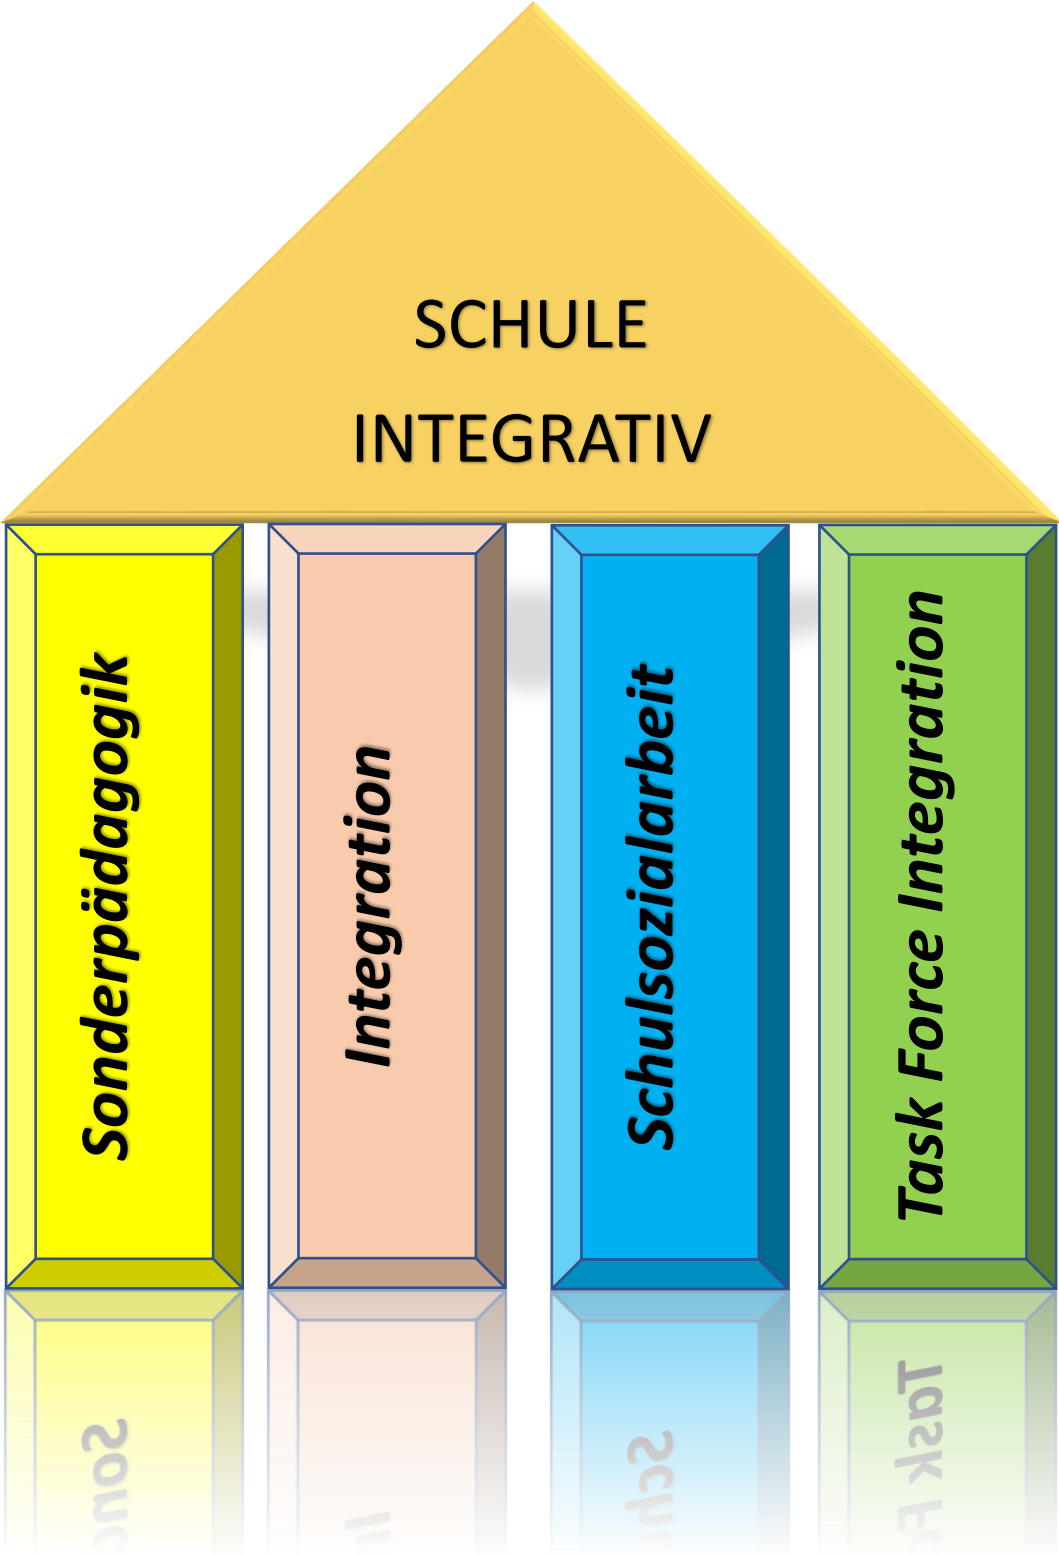 SCHULE
INTEGRATIV
Sonderpädagogik
Integration
Schulsozialarbeit
Task Force Integration